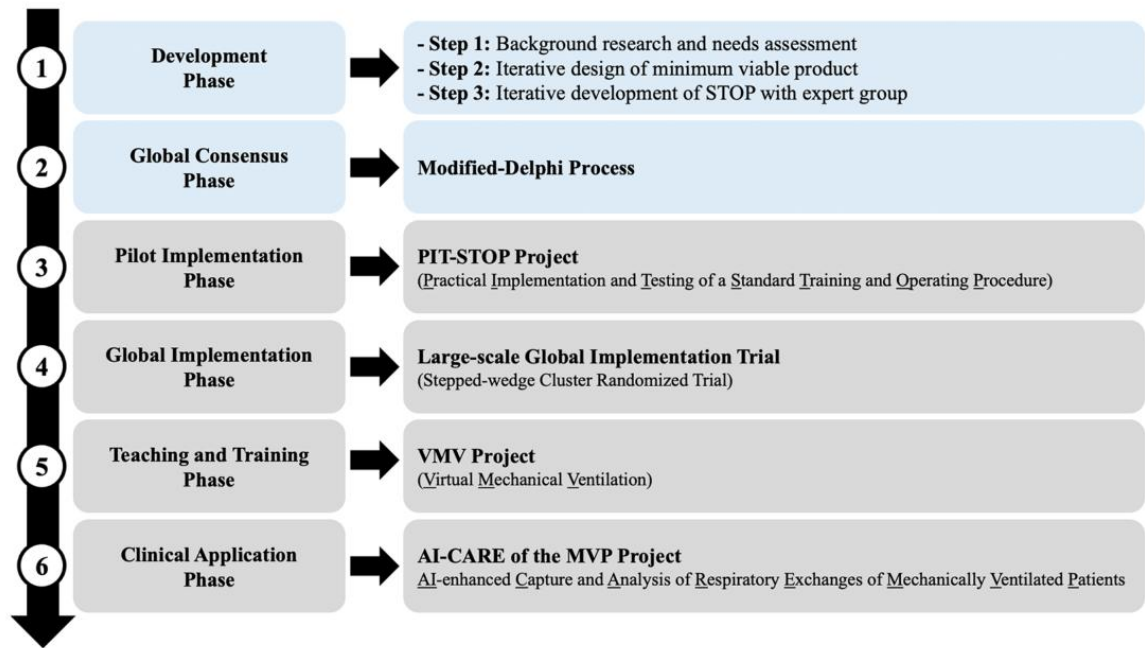 1
Development
Phase
- Step 1: Background research and needs assessment
- Step 2: Iterative design of minimum viable product
- Step 3: Iterative development of STOP with expert group
2
Global Consensus
Phase
Modified-Delphi Process
3
Pilot Implementation
Phase
PIT-STOP Project
(Practical Implementation and Testing of a Standard Training and Operating Procedure)
4
Global Implementation
Phase
Large-scale Global Implementation Trial
(Stepped-wedge Cluster Randomized Trial)
5
Teaching and Training
Phase
VMV Project
(Virtual Mechanical Ventilation)
6
Clinical Application
Phase
AI-CARE of the MVP Project
AI-enhanced Capture and Analysis of Respiratory Exchanges of Mechanically Ventilated Patients